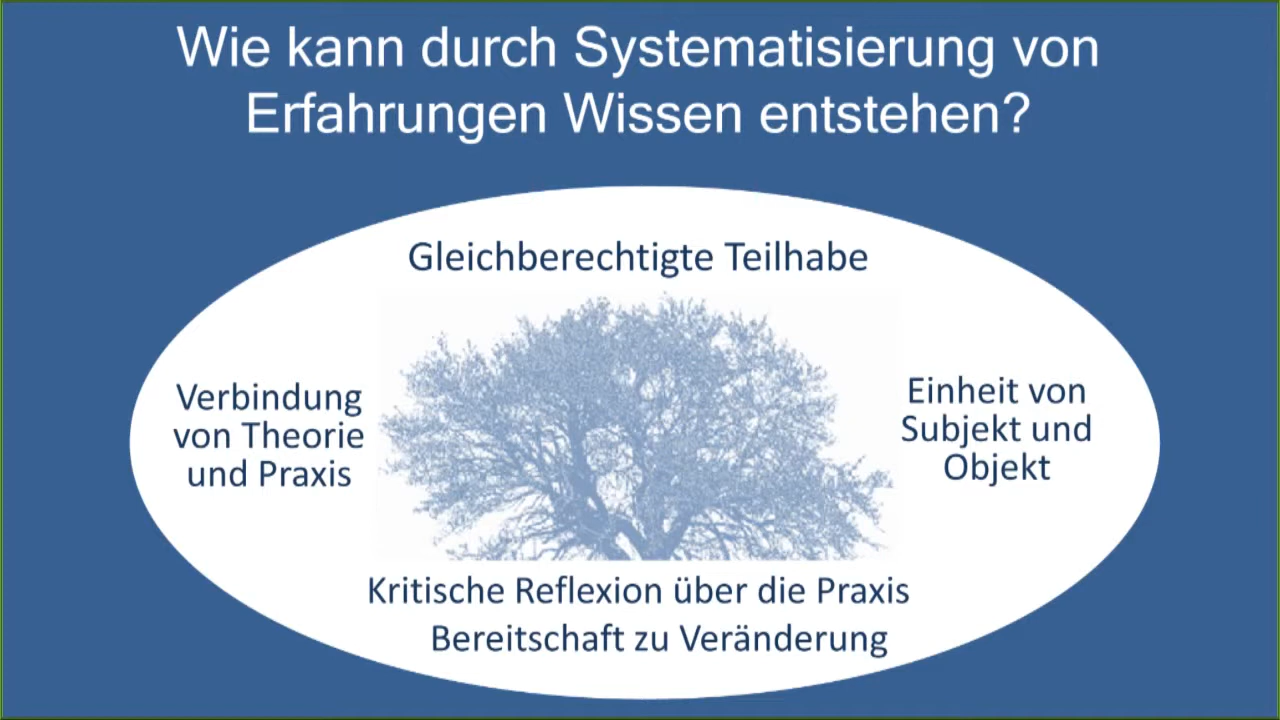 Wie kann durch Systematisierung von
Erfahrungen Wissen entstehen?
Gleichberechtigte Teilhabe
Verbindung
von Theorie
und Praxis
Einheit von
Subjekt und
Objekt
Kritische Reflexion über die Praxis
Bereitschaft zu Veränderung